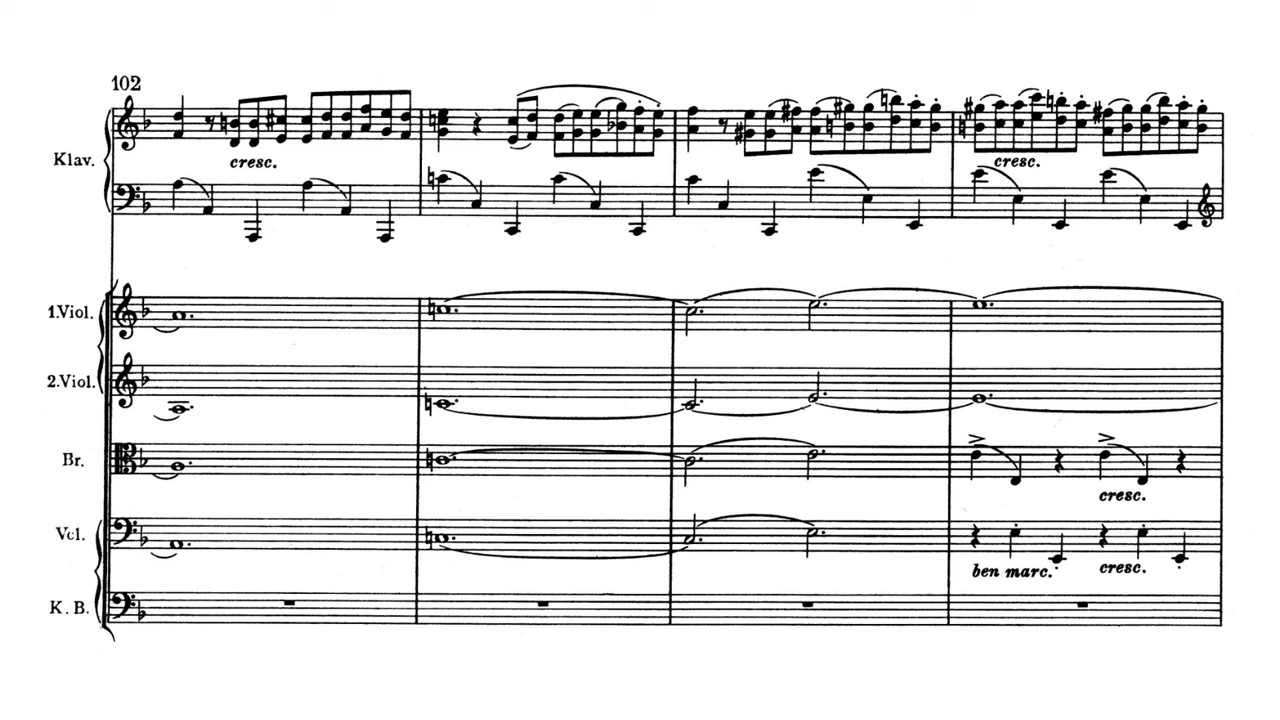 102
Klav.
cresc.
cresc.
1.Viol.
2.Viol.
Br.
cresc.
Vcl.
ben marc.
cresc.
K. B.